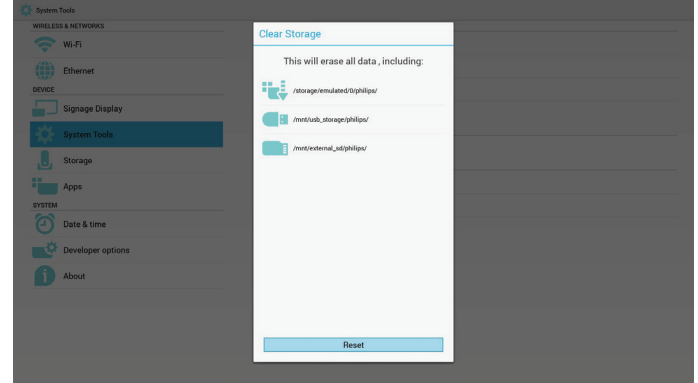 System Tools
WIRELESS & NETWORKS
Wi-Fi
Ethernet
DEVICE
Signage Display
System Tools
Storage
Apps
SYSTEM
Date & time
Developer options
About
Clear Storage
This will erase all data , including:
/storage/emulated/0/philips/
/mnt/usb_storage/philips/
/mnt/external_sd/philips/
Reset